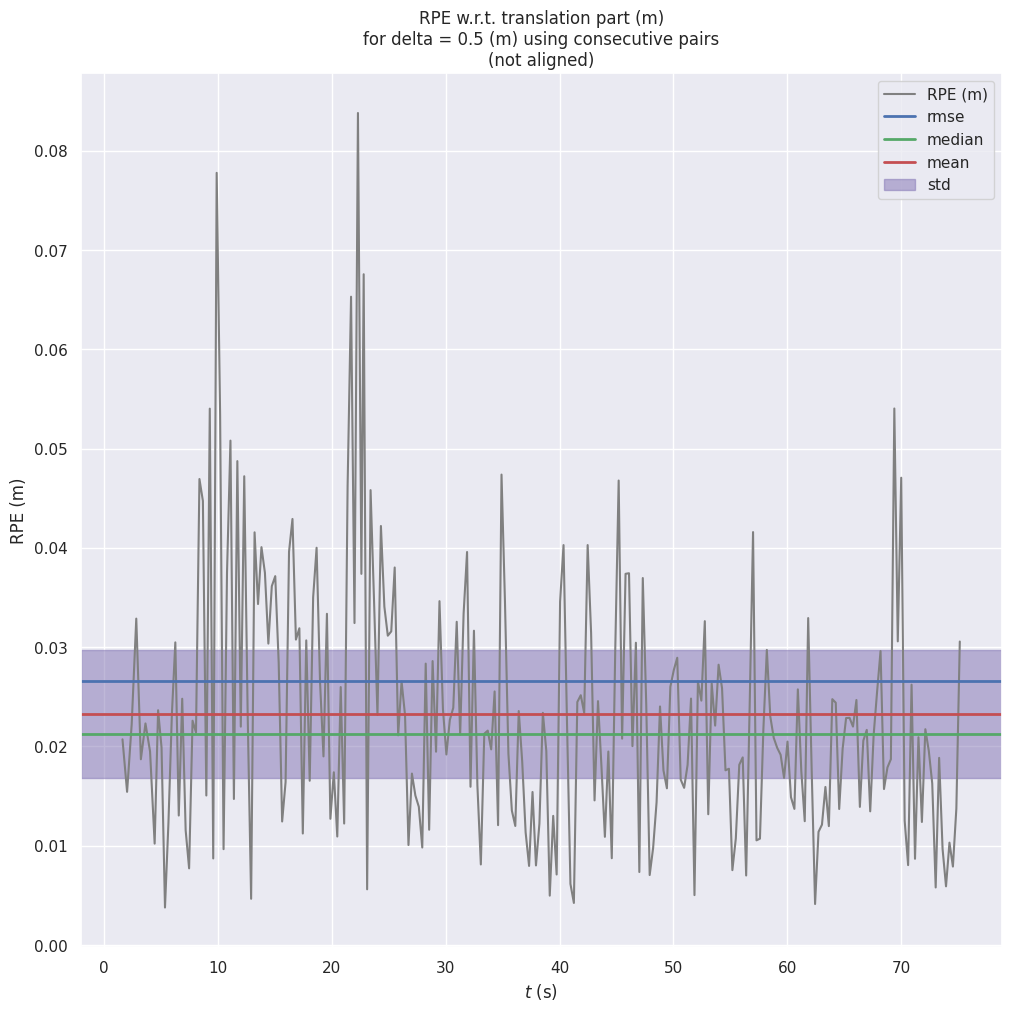 RPE w.r.t. translation part (m)
for delta = 0.5 (m) using consecutive pairs
(not aligned)
RPE (m)
rmse
median
mean
std
0.08
0.07
0.06
0.05
0.04
0.03
0.02
0.01
0.00
RPE (m)
0
10
20
30
40
50
60
70
t (s)